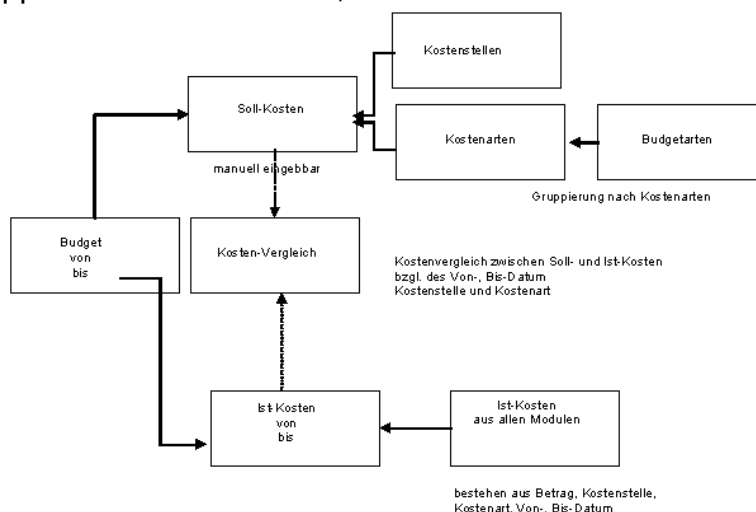 Kostenstellen
Soll-Kosten
Kostenarten
Budgetarten
manuell eingebbar
Gruppierung nach Kostenarten
Budget
von
bis
Kosten-Vergleich
Kostenvergleich zwischen Soll- und Ist-Kosten
bzgl. des Von-, Bis-Datum
Kostenstelle und Kostenart
Ist-Kosten
von
bis
Ist-Kosten
aus allen Modulen
bestehen aus Betrag, Kostenstelle,
Kostenart, Von-, Bis-Datum